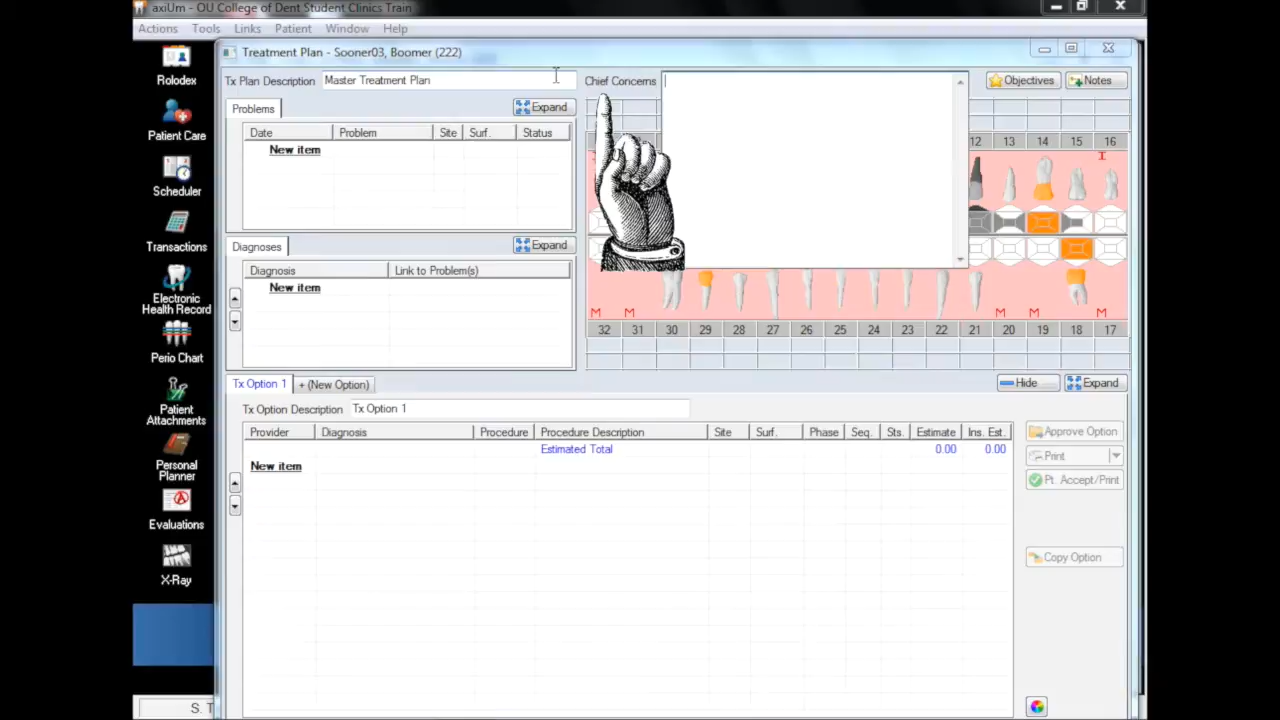 axiUm - OU College of Dent Student Clinics Train
Actions Tools Links Patient Window Help
Rolodex
Patient Care
Scheduler
Transactions
Electronic
Health Record
Perio Chart
Patient
Attachments
Personal
Planner
Evaluations
X-Ray
Treatment Plan - Sooner03, Boomer (222)
Tx Plan Description Master Treatment Plan
Chief Concerns
Objectives Notes
Problems Expand
Date Problem Site Surf. Status
New item
Diagnoses Expand
Diagnosis Link to Problem(s)
New item
12 13 14 15 16
I
M M M M M
32 31 30 29 28 27 26 25 24 23 22 21 20 19 18 17
Tx Option 1 + (New Option) Hide Expand
Tx Option Description Tx Option 1
Provider Diagnosis Procedure Procedure Description Site Surf. Phase Seq. Sts. Estimate Ins. Est.
Estimated Total 0.00 0.00
New item
Approve Option
Print
Pt. Accept/Print
Copy Option